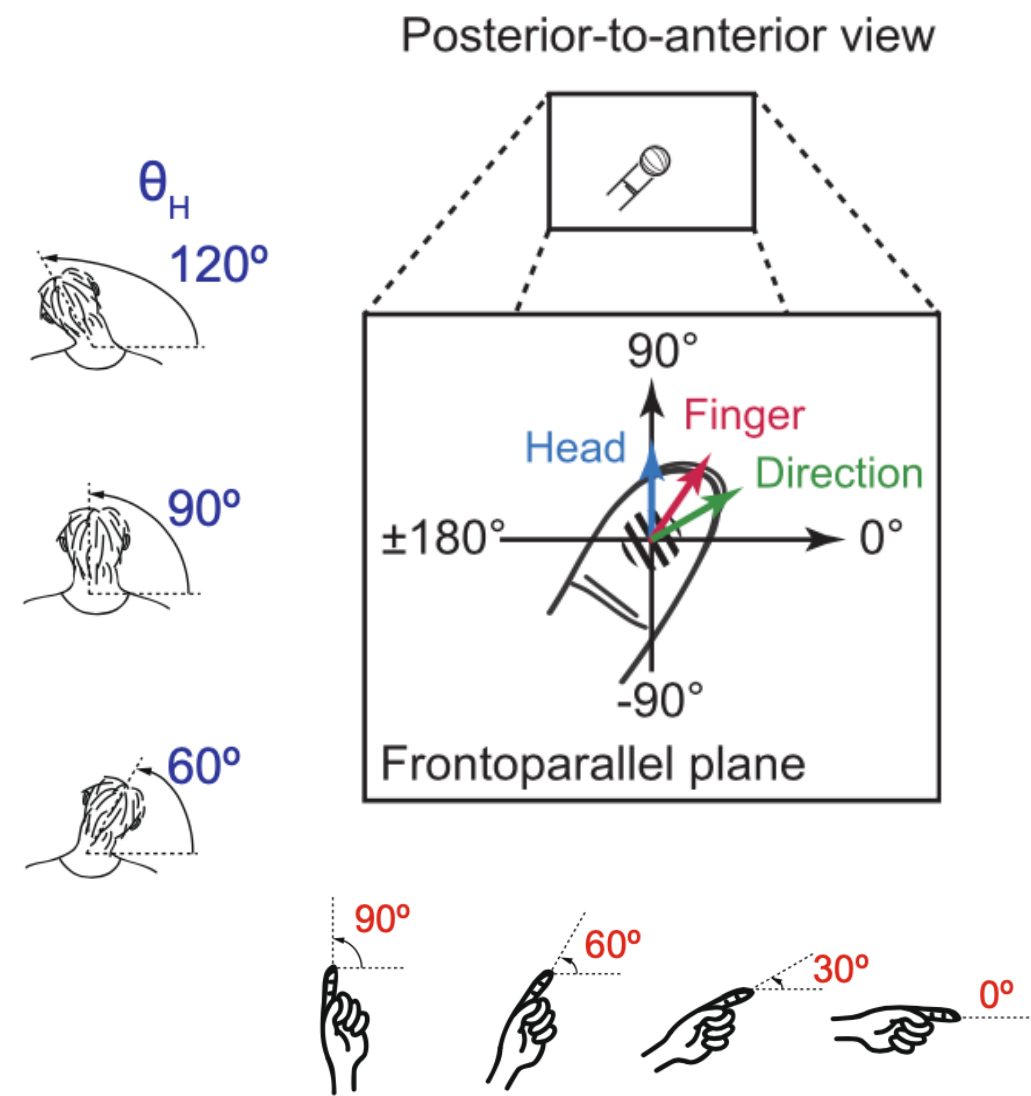 Posterior-to-anterior view
θH
120º
90º
60º
90°
Finger
Head
Direction
±180°
0°
-90°
Frontoparallel plane
90º
60º
30º
0º